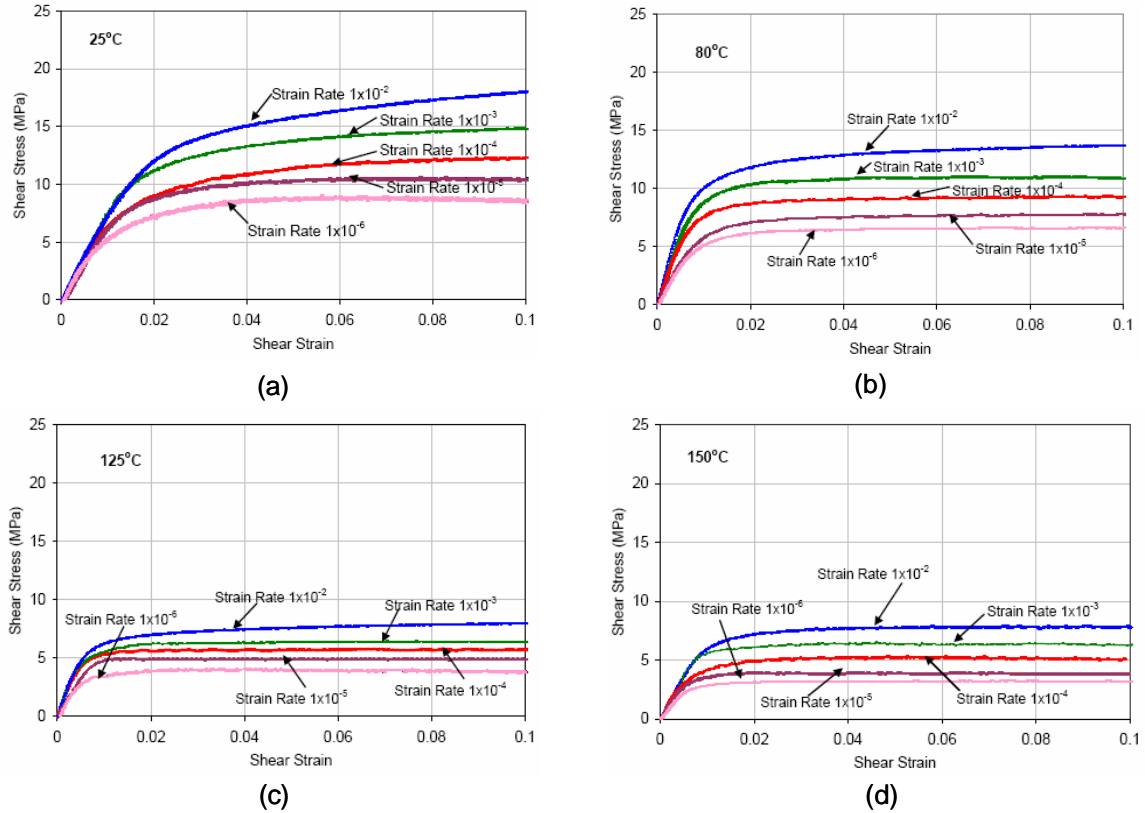 25
25°C
20
Strain Rate 1x10⁻²
15
Strain Rate 1x10⁻³
Strain Rate 1x10⁻⁴
10
Strain Rate 1x10⁻⁵
5
Strain Rate 1x10⁻⁶
0
0 0.02 0.04 0.06 0.08 0.1
Shear Stress (MPa)
Shear Strain
(a)
25
80°C
20
15
Strain Rate 1x10⁻²
Strain Rate 1x10⁻³
10
Strain Rate 1x10⁻⁴
5
Strain Rate 1x10⁻⁵
Strain Rate 1x10⁻⁶
0
0 0.02 0.04 0.06 0.08 0.1
Shear Stress (MPa)
Shear Strain
(b)
25
125°C
20
15
10
Strain Rate 1x10⁻²
Strain Rate 1x10⁻³
Strain Rate 1x10⁻⁶
5
Strain Rate 1x10⁻⁵
Strain Rate 1x10⁻⁴
0
0 0.02 0.04 0.06 0.08 0.1
Shear Stress (MPa)
Shear Strain
(c)
25
150°C
20
15
Strain Rate 1x10⁻²
10
Strain Rate 1x10⁻⁶
Strain Rate 1x10⁻³
5
Strain Rate 1x10⁻⁵
Strain Rate 1x10⁻⁴
0
0 0.02 0.04 0.06 0.08 0.1
Shear Stress (MPa)
Shear Strain
(d)